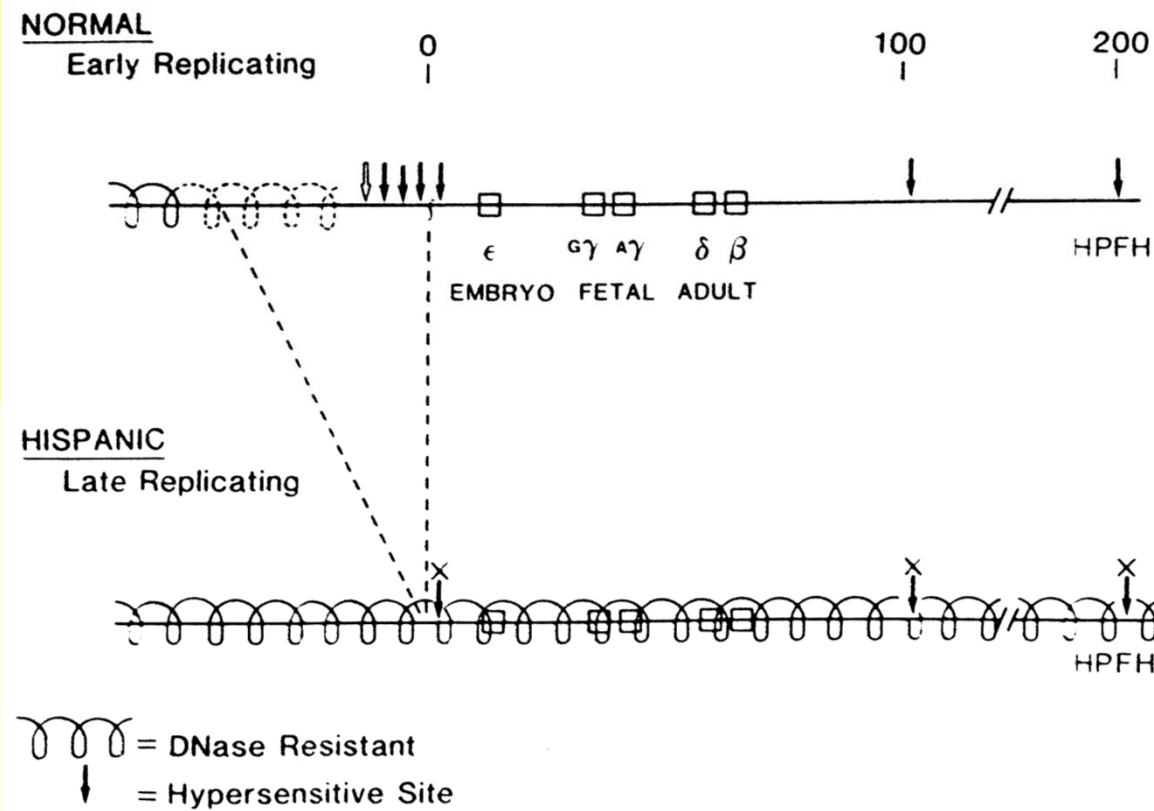 NORMAL
Early Replicating
0 100 200
HPFH
ϵ Gγ Aγ δ β
EMBRYO FETAL ADULT
HISPANIC
Late Replicating
X X X
HPFH
= DNase Resistant
= Hypersensitive Site